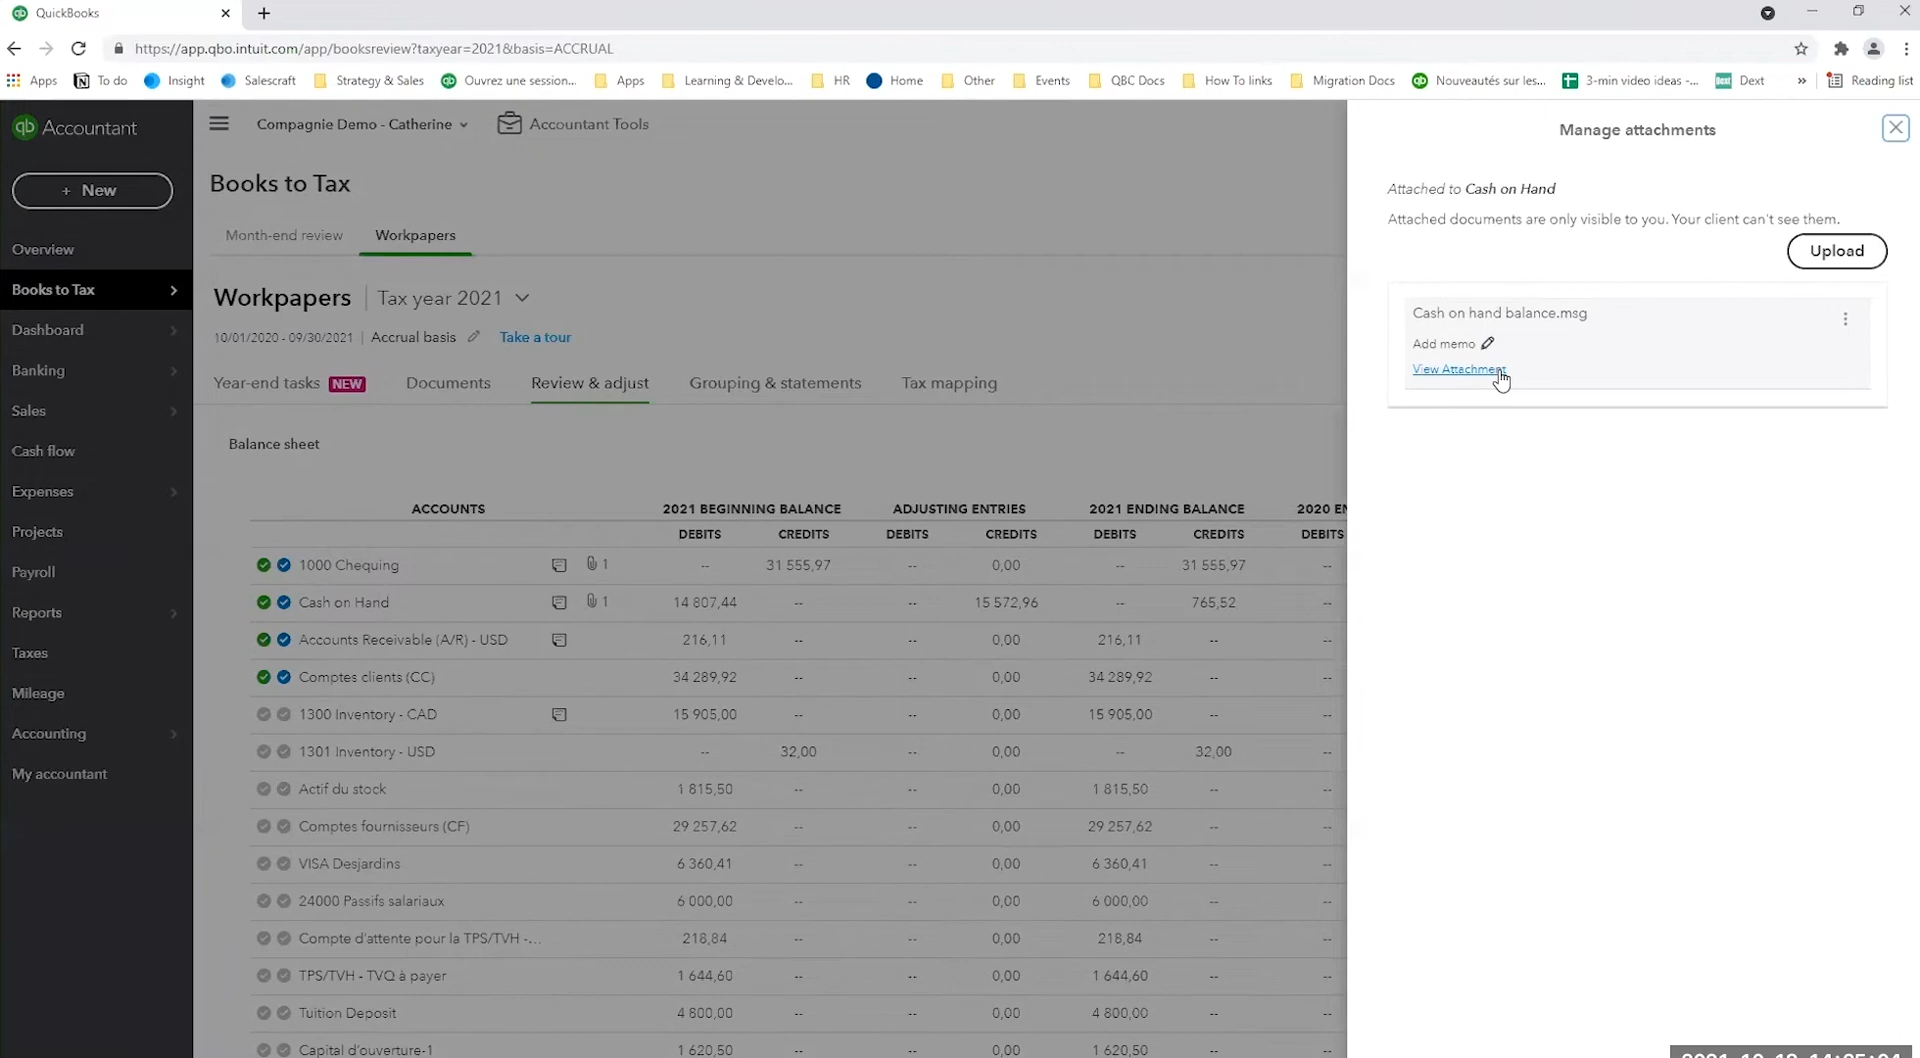 QuickBooks
https://app.qbo.intuit.com/app/booksreview?taxyear=2021&basis=ACCRUAL
Apps To do Insight Salescraft Strategy & Sales Ouvrez une session... Apps Learning & Develo... HR Home Other Events QBC Docs How To links Migration Docs Nouveautés sur les... 3-min video ideas -... Dext Reading list
qb Accountant
Compagnie Demo - Catherine
Accountant Tools
Manage attachments
+ New
Overview
Books to Tax
Dashboard
Banking
Sales
Cash flow
Expenses
Projects
Payroll
Reports
Taxes
Mileage
Accounting
My accountant
Books to Tax
Month-end review Workpapers
Workpapers Tax year 2021
10/01/2020 - 09/30/2021 Accrual basis Take a tour
Year-end tasks NEW Documents Review & adjust Grouping & statements Tax mapping
Balance sheet
ACCOUNTS 2021 BEGINNING BALANCE ADJUSTING ENTRIES 2021 ENDING BALANCE 2020 EN
DEBITS CREDITS DEBITS CREDITS DEBITS CREDITS DEBITS
1000 Chequing 1 -- 31 555,97 -- 0,00 -- 31 555,97 --
Cash on Hand 1 14 807,44 -- -- 15 572,96 -- 765,52 --
Accounts Receivable (A/R) - USD 216,11 -- -- 0,00 216,11 -- --
Comptes clients (CC) 34 289,92 -- -- 0,00 34 289,92 -- --
1300 Inventory - CAD 15 905,00 -- -- 0,00 15 905,00 -- --
1301 Inventory - USD -- 32,00 -- 0,00 -- 32,00 --
Actif du stock 1 815,50 -- -- 0,00 1 815,50 -- --
Comptes fournisseurs (CF) 29 257,62 -- -- 0,00 29 257,62 -- --
VISA Desjardins 6 360,41 -- -- 0,00 6 360,41 -- --
24000 Passifs salariaux 6 000,00 -- -- 0,00 6 000,00 -- --
Compte d'attente pour la TPS/TVH -... 218,84 -- -- 0,00 218,84 -- --
TPS/TVH - TVQ à payer 1 644,60 -- -- 0,00 1 644,60 -- --
Tuition Deposit 4 800,00 -- -- 0,00 4 800,00 -- --
Capital d'ouverture-1 1 620,50 -- -- 0,00 1 620,50 -- --
Attached to Cash on Hand
Attached documents are only visible to you. Your client can't see them.
Upload
Cash on hand balance.msg
Add memo
View Attachment